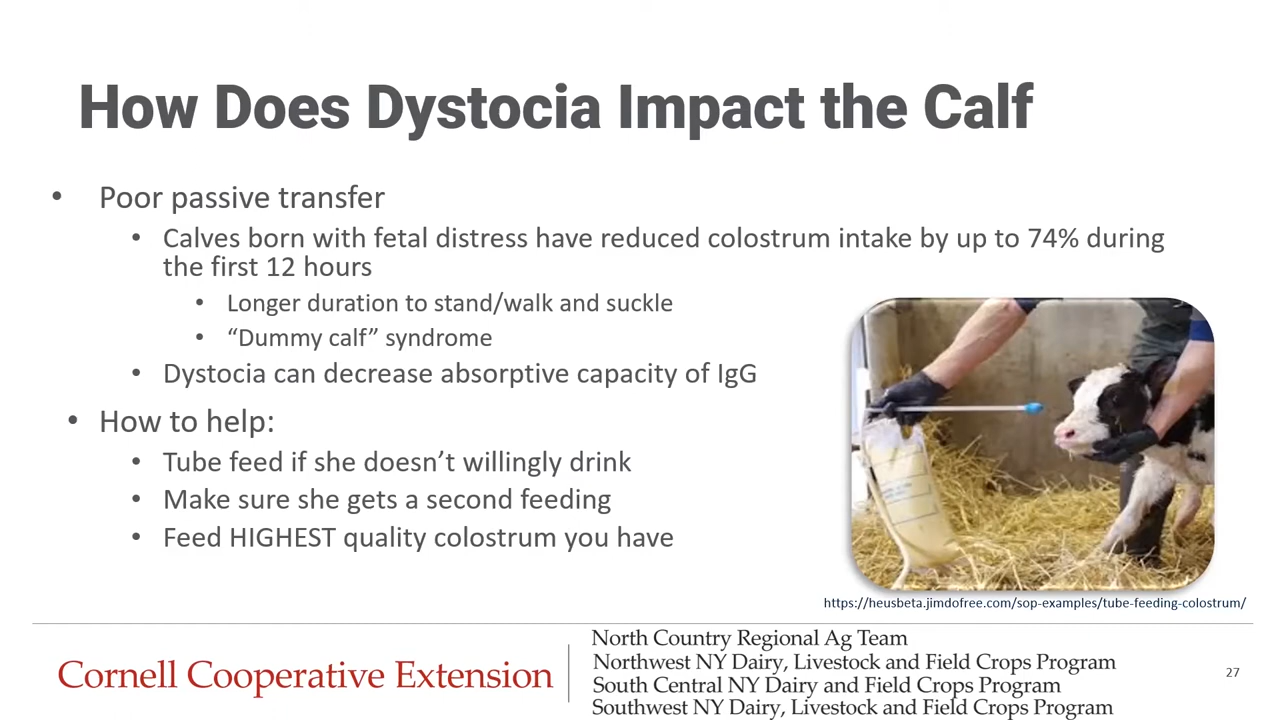 How Does Dystocia Impact the Calf
• Poor passive transfer
• Calves born with fetal distress have reduced colostrum intake by up to 74% during
the first 12 hours
• Longer duration to stand/walk and suckle
• “Dummy calf” syndrome
• Dystocia can decrease absorptive capacity of IgG
• How to help:
• Tube feed if she doesn’t willingly drink
• Make sure she gets a second feeding
• Feed HIGHEST quality colostrum you have
https://heusbeta.jimdofree.com/sop-examples/tube-feeding-colostrum/
Cornell Cooperative Extension
North Country Regional Ag Team
Northwest NY Dairy, Livestock and Field Crops Program
South Central NY Dairy and Field Crops Program
Southwest NY Dairy, Livestock and Field Crops Program
27